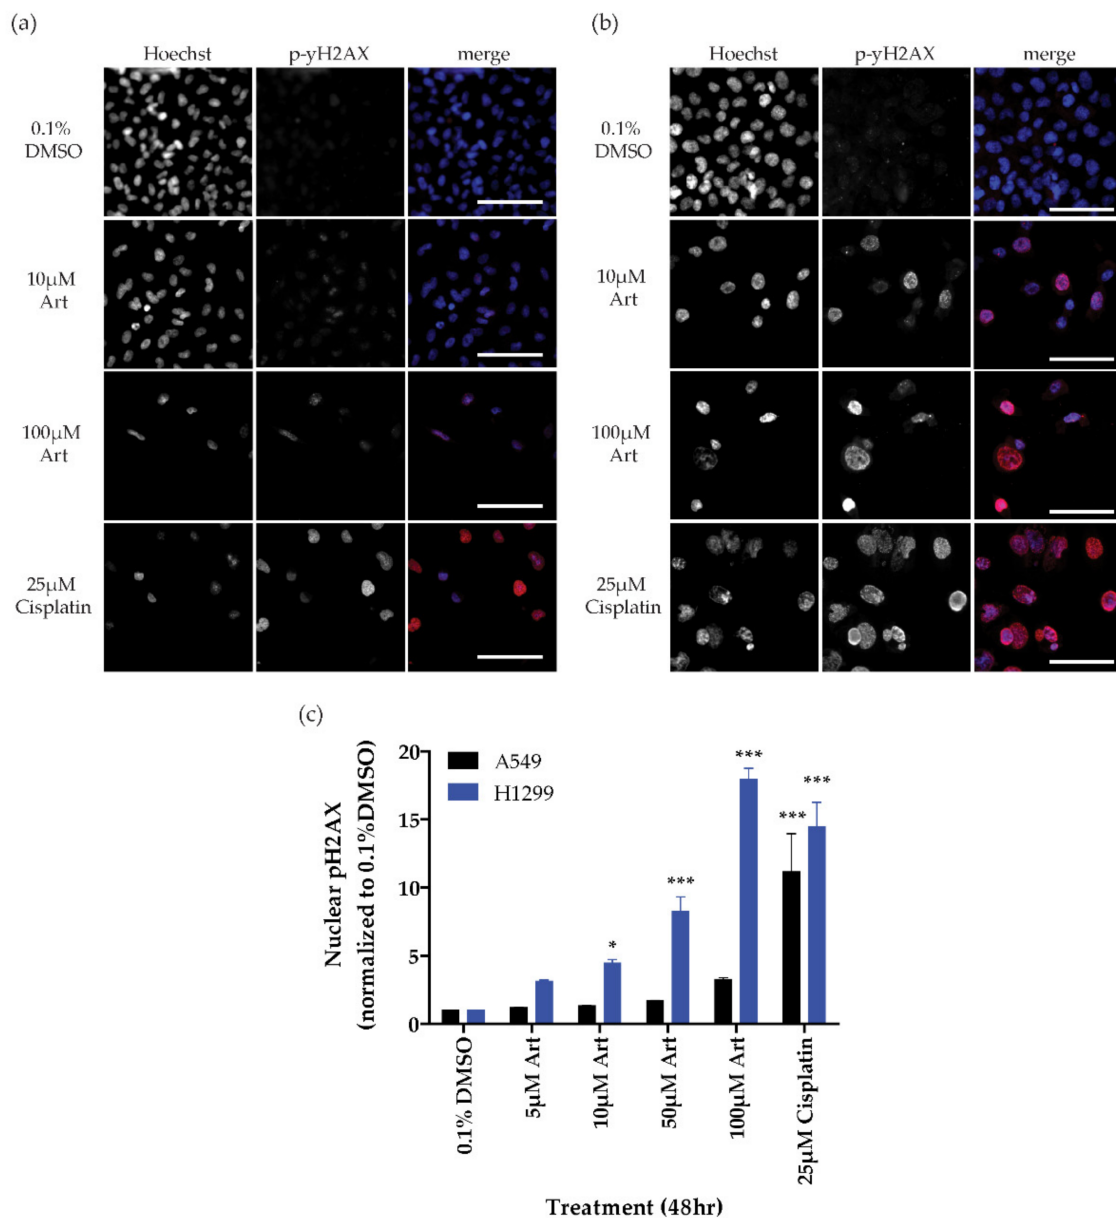 (a)
Hoechst p-yH2AX merge
0.1%
DMSO
10µM
Art
100µM
Art
25µM
Cisplatin
(b)
Hoechst p-yH2AX merge
0.1%
DMSO
10µM
Art
100µM
Art
25µM
Cisplatin
(c)
Nuclear pH2AX
(normalized to 0.1%DMSO)
20
15
10
5
0
A549
H1299
*
***
***
***
***
0.1% DMSO
5µM Art
10µM Art
50µM Art
100µM Art
25µM Cisplatin
Treatment (48hr)